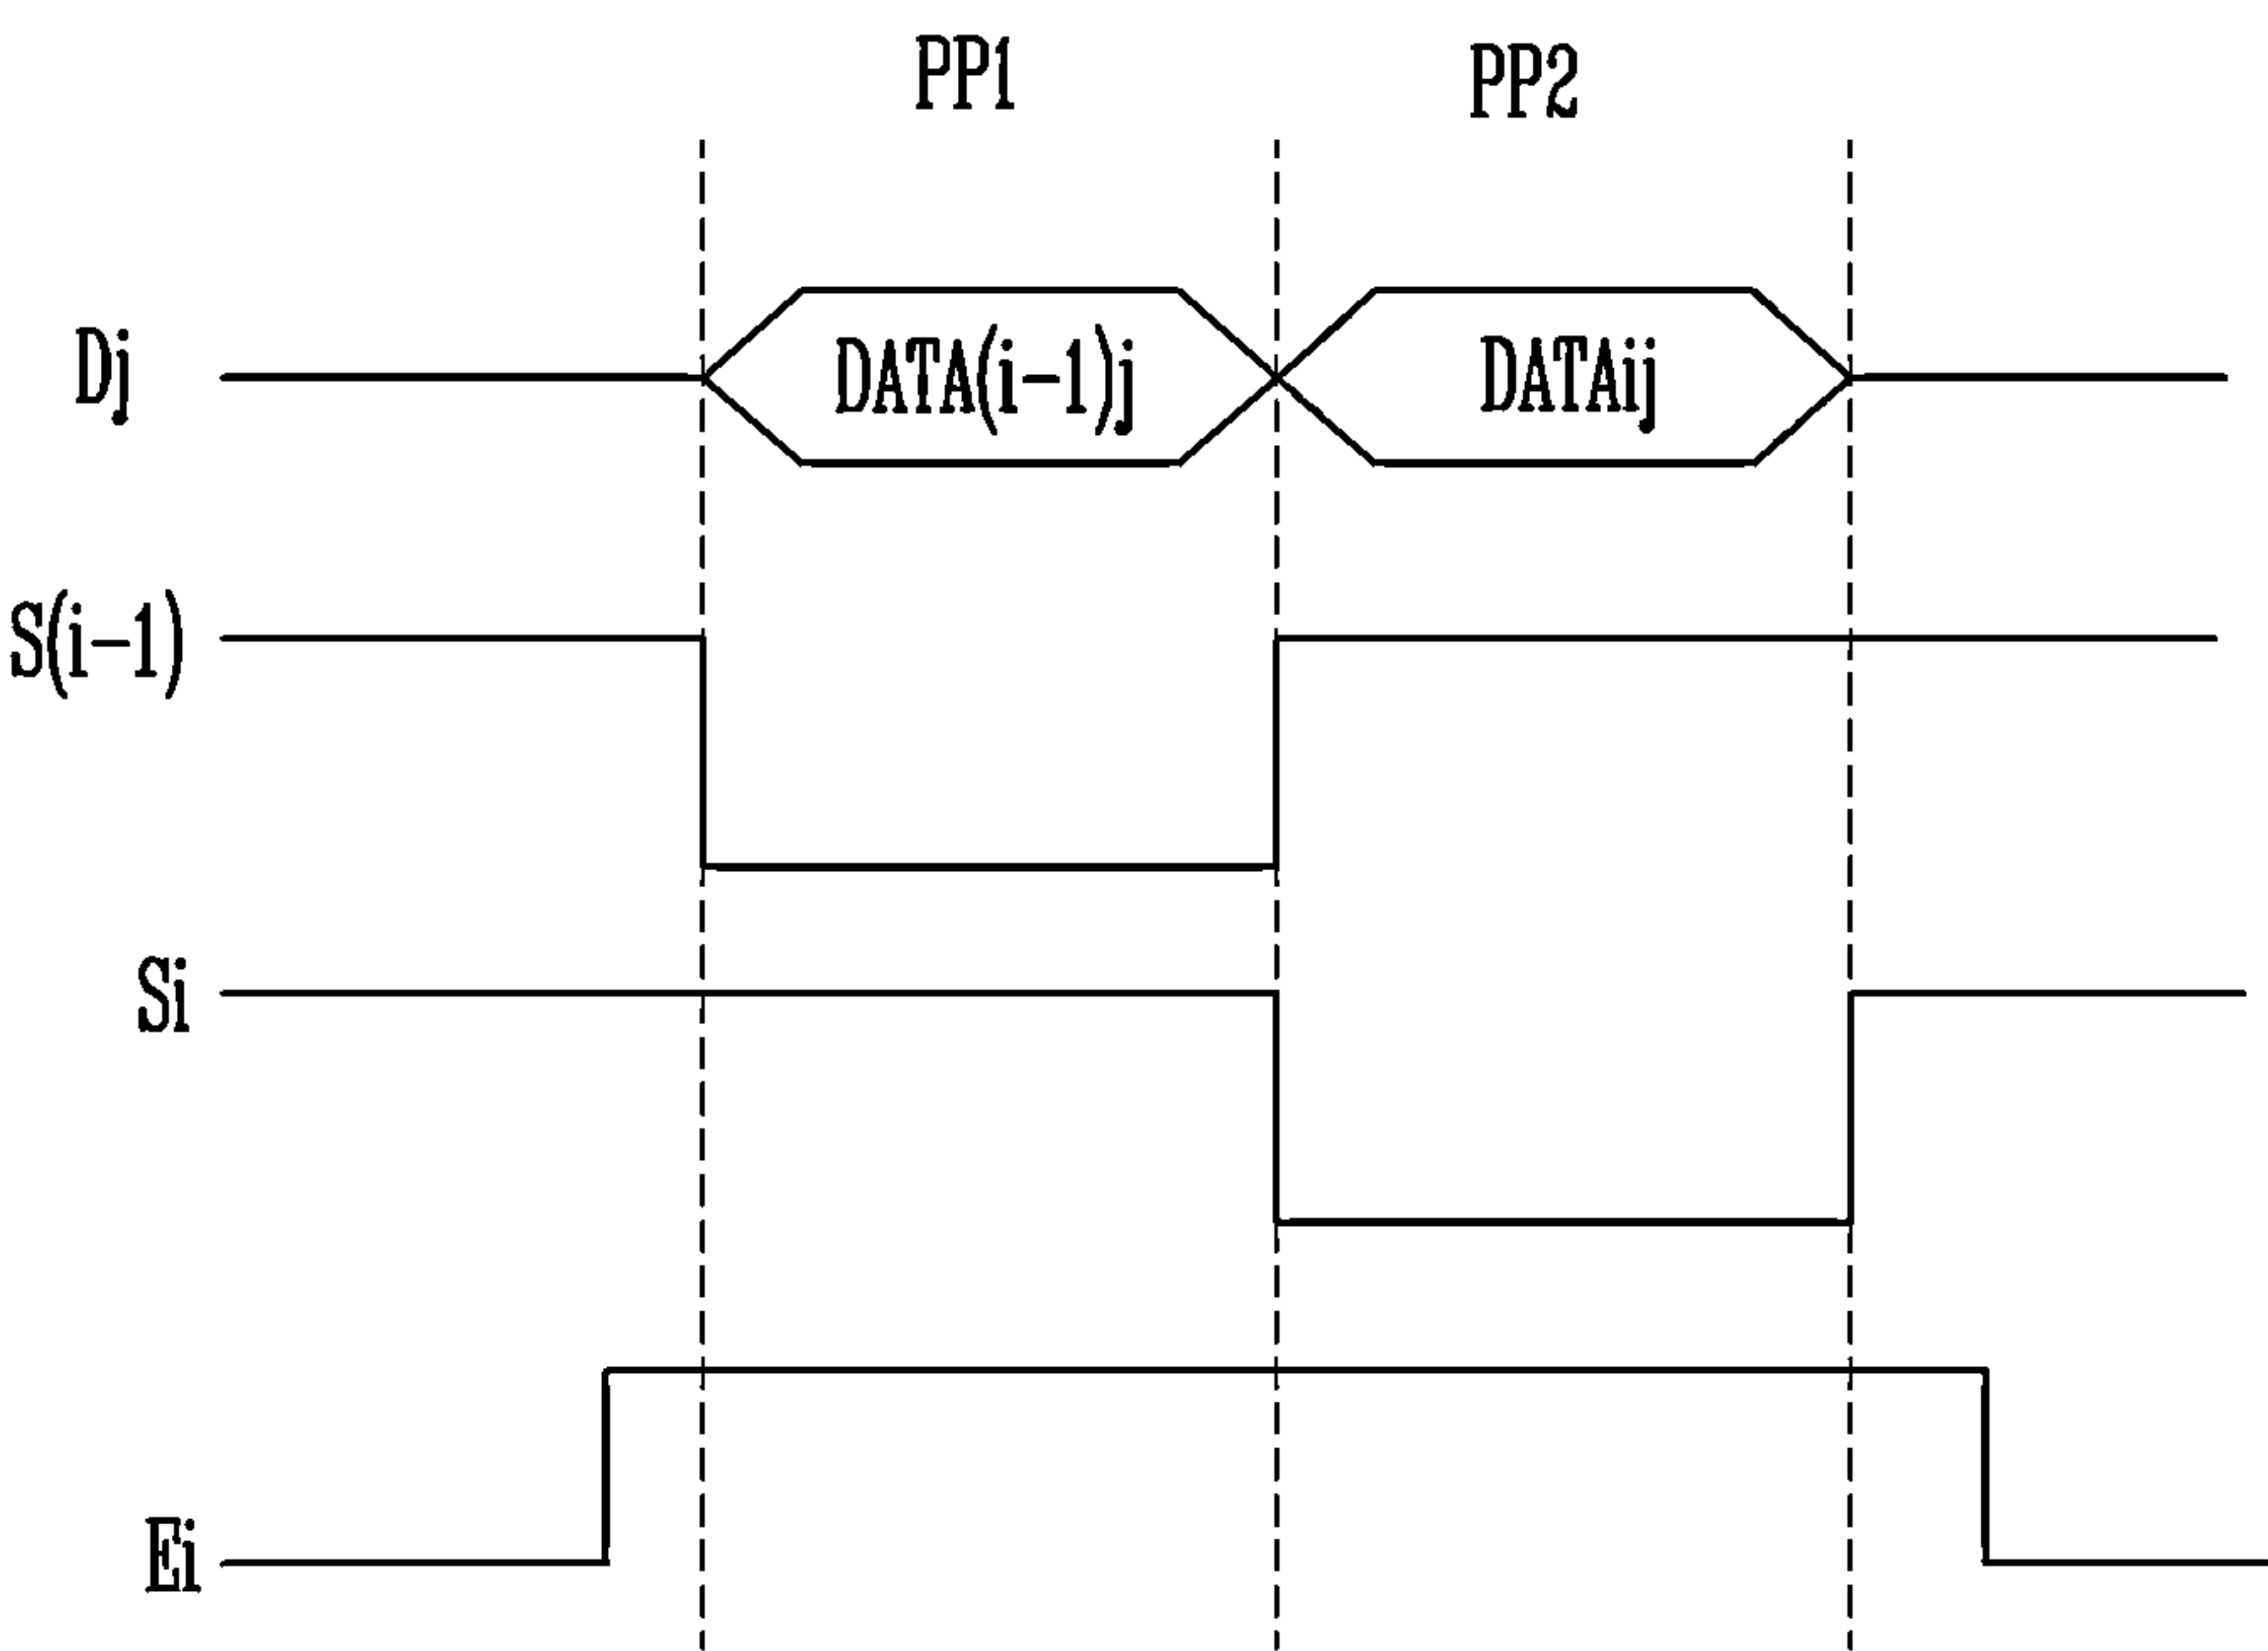 PP1 PP2
Dj DATA(i-1)j DATAij
S(i-1)
Si
Ei